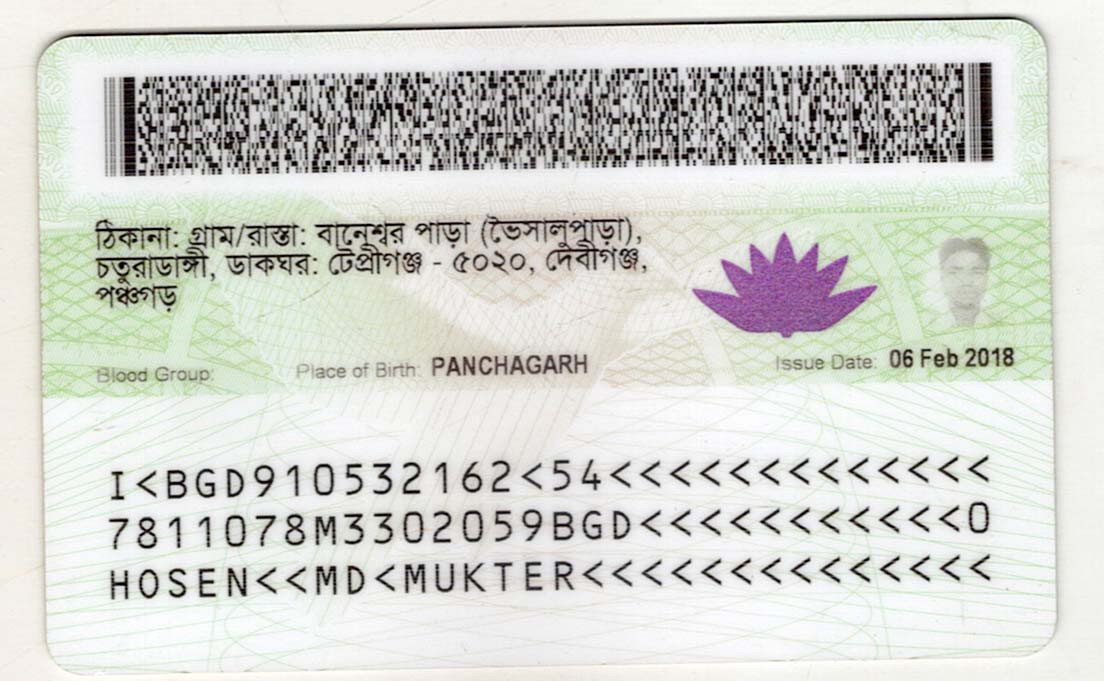 ঠিকানা: গ্রাম/রাস্তা: বানেশ্বর পাড়া (ভৈসালুপাড়া),
চতুরাডাঙ্গী, ডাকঘর: টেপ্রীগঞ্জ - ৫০২০, দেবীগঞ্জ,
পঞ্চগড়
Blood Group: Place of Birth: PANCHAGARH Issue Date: 06 Feb 2018
I<BGD910532162<54<<<<<<<<<<<<<
7811078M3302059BGD<<<<<<<<<<<0
HOSEN<<MD<MUKTER<<<<<<<<<<<<<<